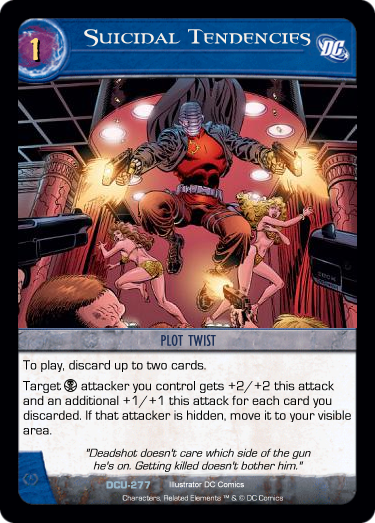 1
SUICIDAL TENDENCIES
DC
PLOT TWIST
To play, discard up to two cards.
Target attacker you control gets +2/+2 this attack
and an additional +1/+1 this attack for each card you
discarded. If that attacker is hidden, move it to your visible
area.
"Deadshot doesn't care which side of the gun
he's on. Getting killed doesn't bother him."
DCU-277 Illustrator DC Comics
Characters, Related Elements ™ & © DC Comics